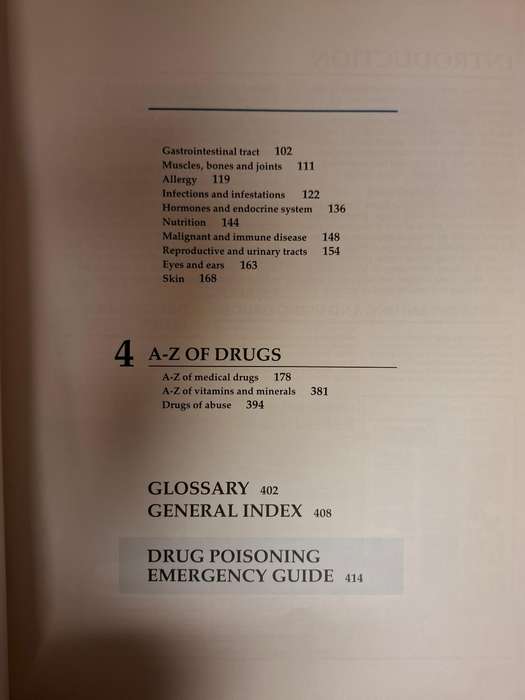 Gastrointestinal tract 102
Muscles, bones and joints 111
Allergy 119
Infections and infestations 122
Hormones and endocrine system 136
Nutrition 144
Malignant and immune disease 148
Reproductive and urinary tracts 154
Eyes and ears 163
Skin 168
4 A-Z OF DRUGS
A-Z of medical drugs 178
A-Z of vitamins and minerals 381
Drugs of abuse 394
GLOSSARY 402
GENERAL INDEX 408
DRUG POISONING
EMERGENCY GUIDE 414